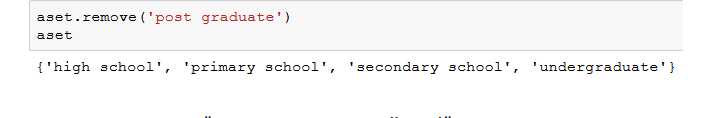 aset.remove('post graduate')
aset
{'high school', 'primary school', 'secondary school', 'undergraduate'}